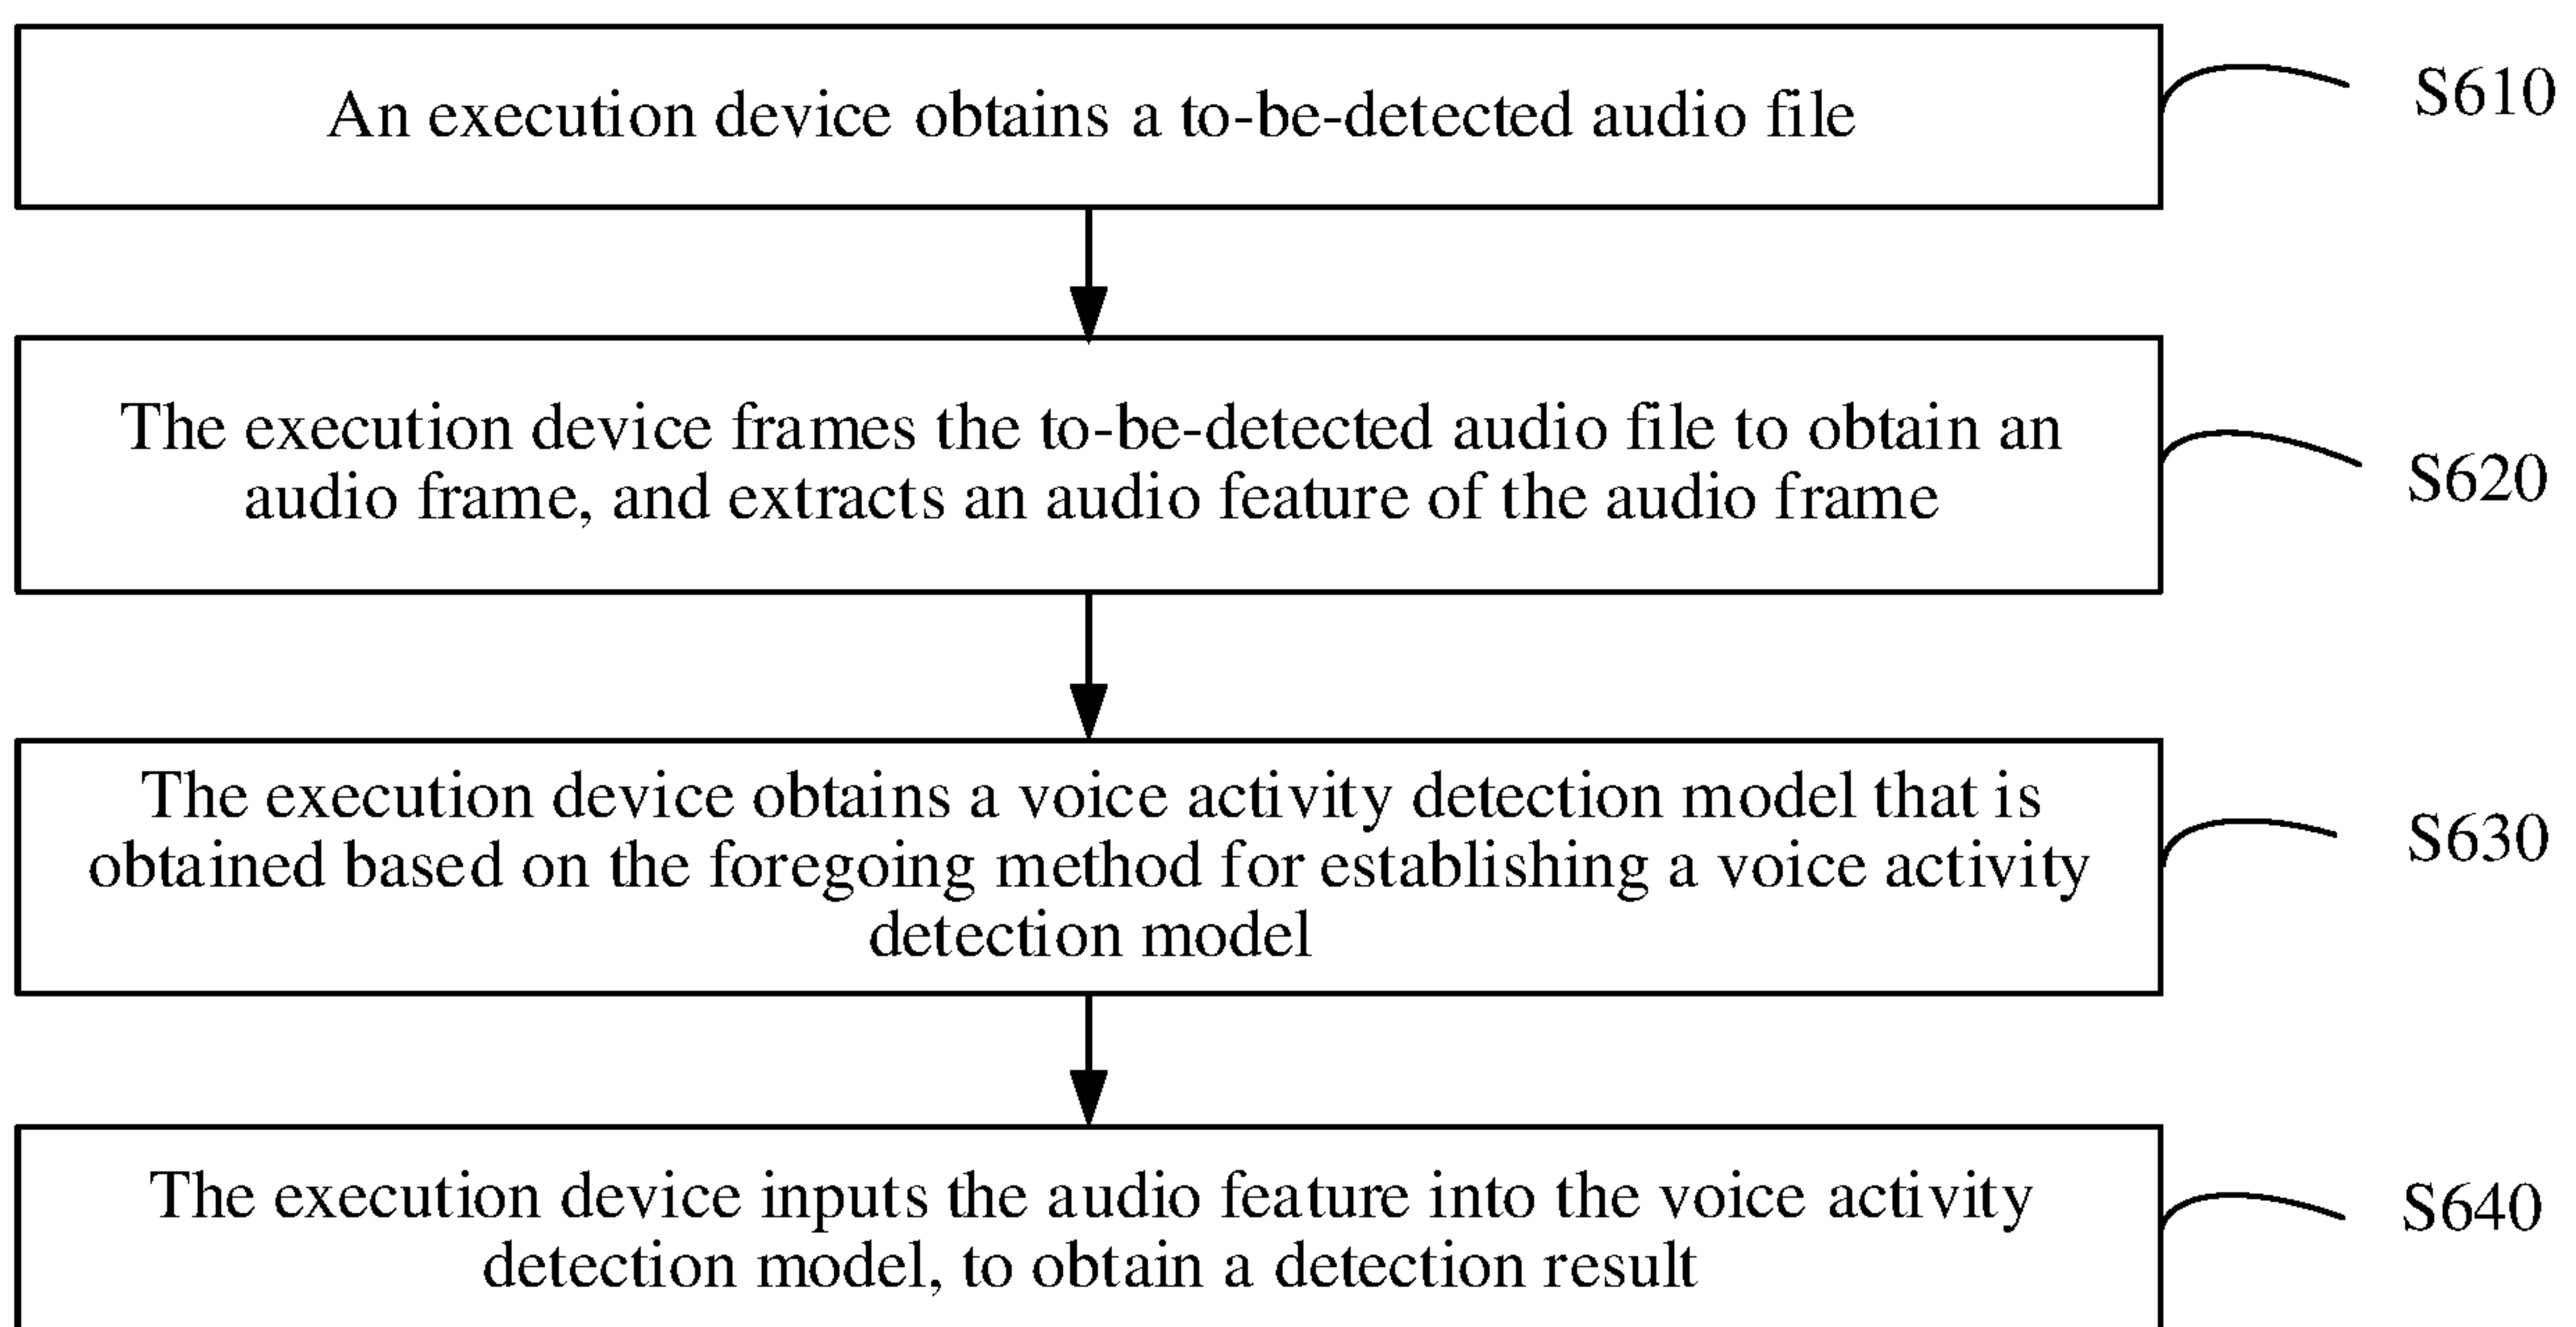 An execution device obtains a to-be-detected audio file
S610
The execution device frames the to-be-detected audio file to obtain an
audio frame, and extracts an audio feature of the audio frame
S620
The execution device obtains a voice activity detection model that is
obtained based on the foregoing method for establishing a voice activity
detection model
S630
The execution device inputs the audio feature into the voice activity
detection model, to obtain a detection result
S640